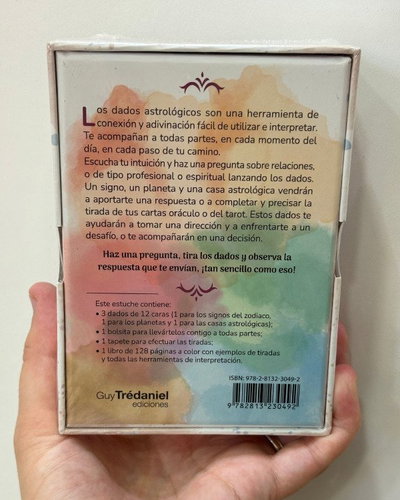 Los dados astrológicos son una herramienta de
conexión y adivinación fácil de utilizar e interpretar.
Te acompañan a todas partes, en cada momento del
día, en cada paso de tu camino.
Escucha tu intuición y haz una pregunta sobre relaciones,
o de tipo profesional o espiritual lanzando los dados.
Un signo, un planeta y una casa astrológica vendrán
a aportarte una respuesta o a completar y precisar la
tirada de tus cartas oráculo o del tarot. Estos dados te
ayudarán a tomar una dirección y a enfrentarte a un
desafío, o te acompañarán en una decisión.
Haz una pregunta, tira los dados y observa la
respuesta que te envían, ¡tan sencillo como eso!
Este estuche contiene:
• 3 dados de 12 caras (1 para los signos del zodiaco,
1 para los planetas y 1 para las casas astrológicas);
• 1 bolsita para llevártelos contigo a todas partes;
• 1 tapete para efectuar las tiradas;
• 1 libro de 128 páginas a color con ejemplos de tiradas
y todas las herramientas de interpretación.
ISBN: 978-2-8132-3049-2
9 782813 230492
Guy Trédaniel
ediciones